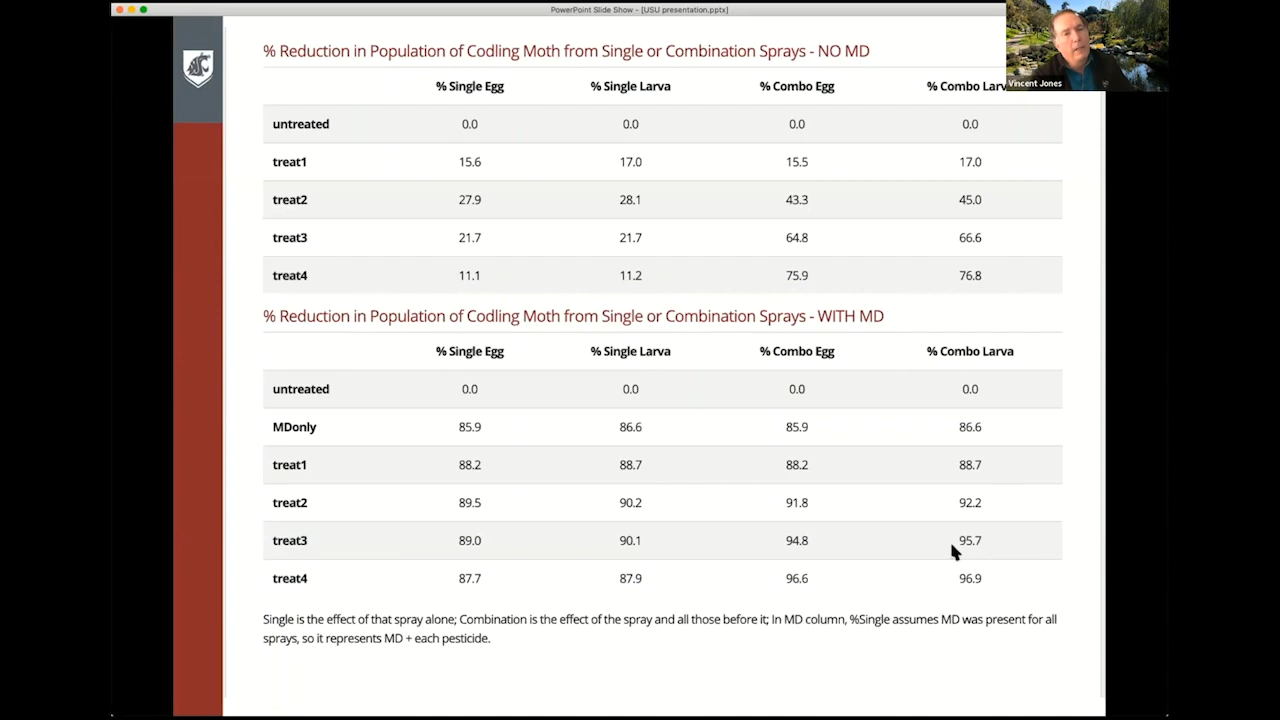 PowerPoint Slide Show - [USU presentation.pptx]
Vincent Jones
% Reduction in Population of Codling Moth from Single or Combination Sprays - NO MD
% Single Egg % Single Larva % Combo Egg % Combo Larv
untreated 0.0 0.0 0.0 0.0
treat1 15.6 17.0 15.5 17.0
treat2 27.9 28.1 43.3 45.0
treat3 21.7 21.7 64.8 66.6
treat4 11.1 11.2 75.9 76.8
% Reduction in Population of Codling Moth from Single or Combination Sprays - WITH MD
% Single Egg % Single Larva % Combo Egg % Combo Larva
untreated 0.0 0.0 0.0 0.0
MDonly 85.9 86.6 85.9 86.6
treat1 88.2 88.7 88.2 88.7
treat2 89.5 90.2 91.8 92.2
treat3 89.0 90.1 94.8 95.7
treat4 87.7 87.9 96.6 96.9
Single is the effect of that spray alone; Combination is the effect of the spray and all those before it; In MD column, %Single assumes MD was present for all
sprays, so it represents MD + each pesticide.